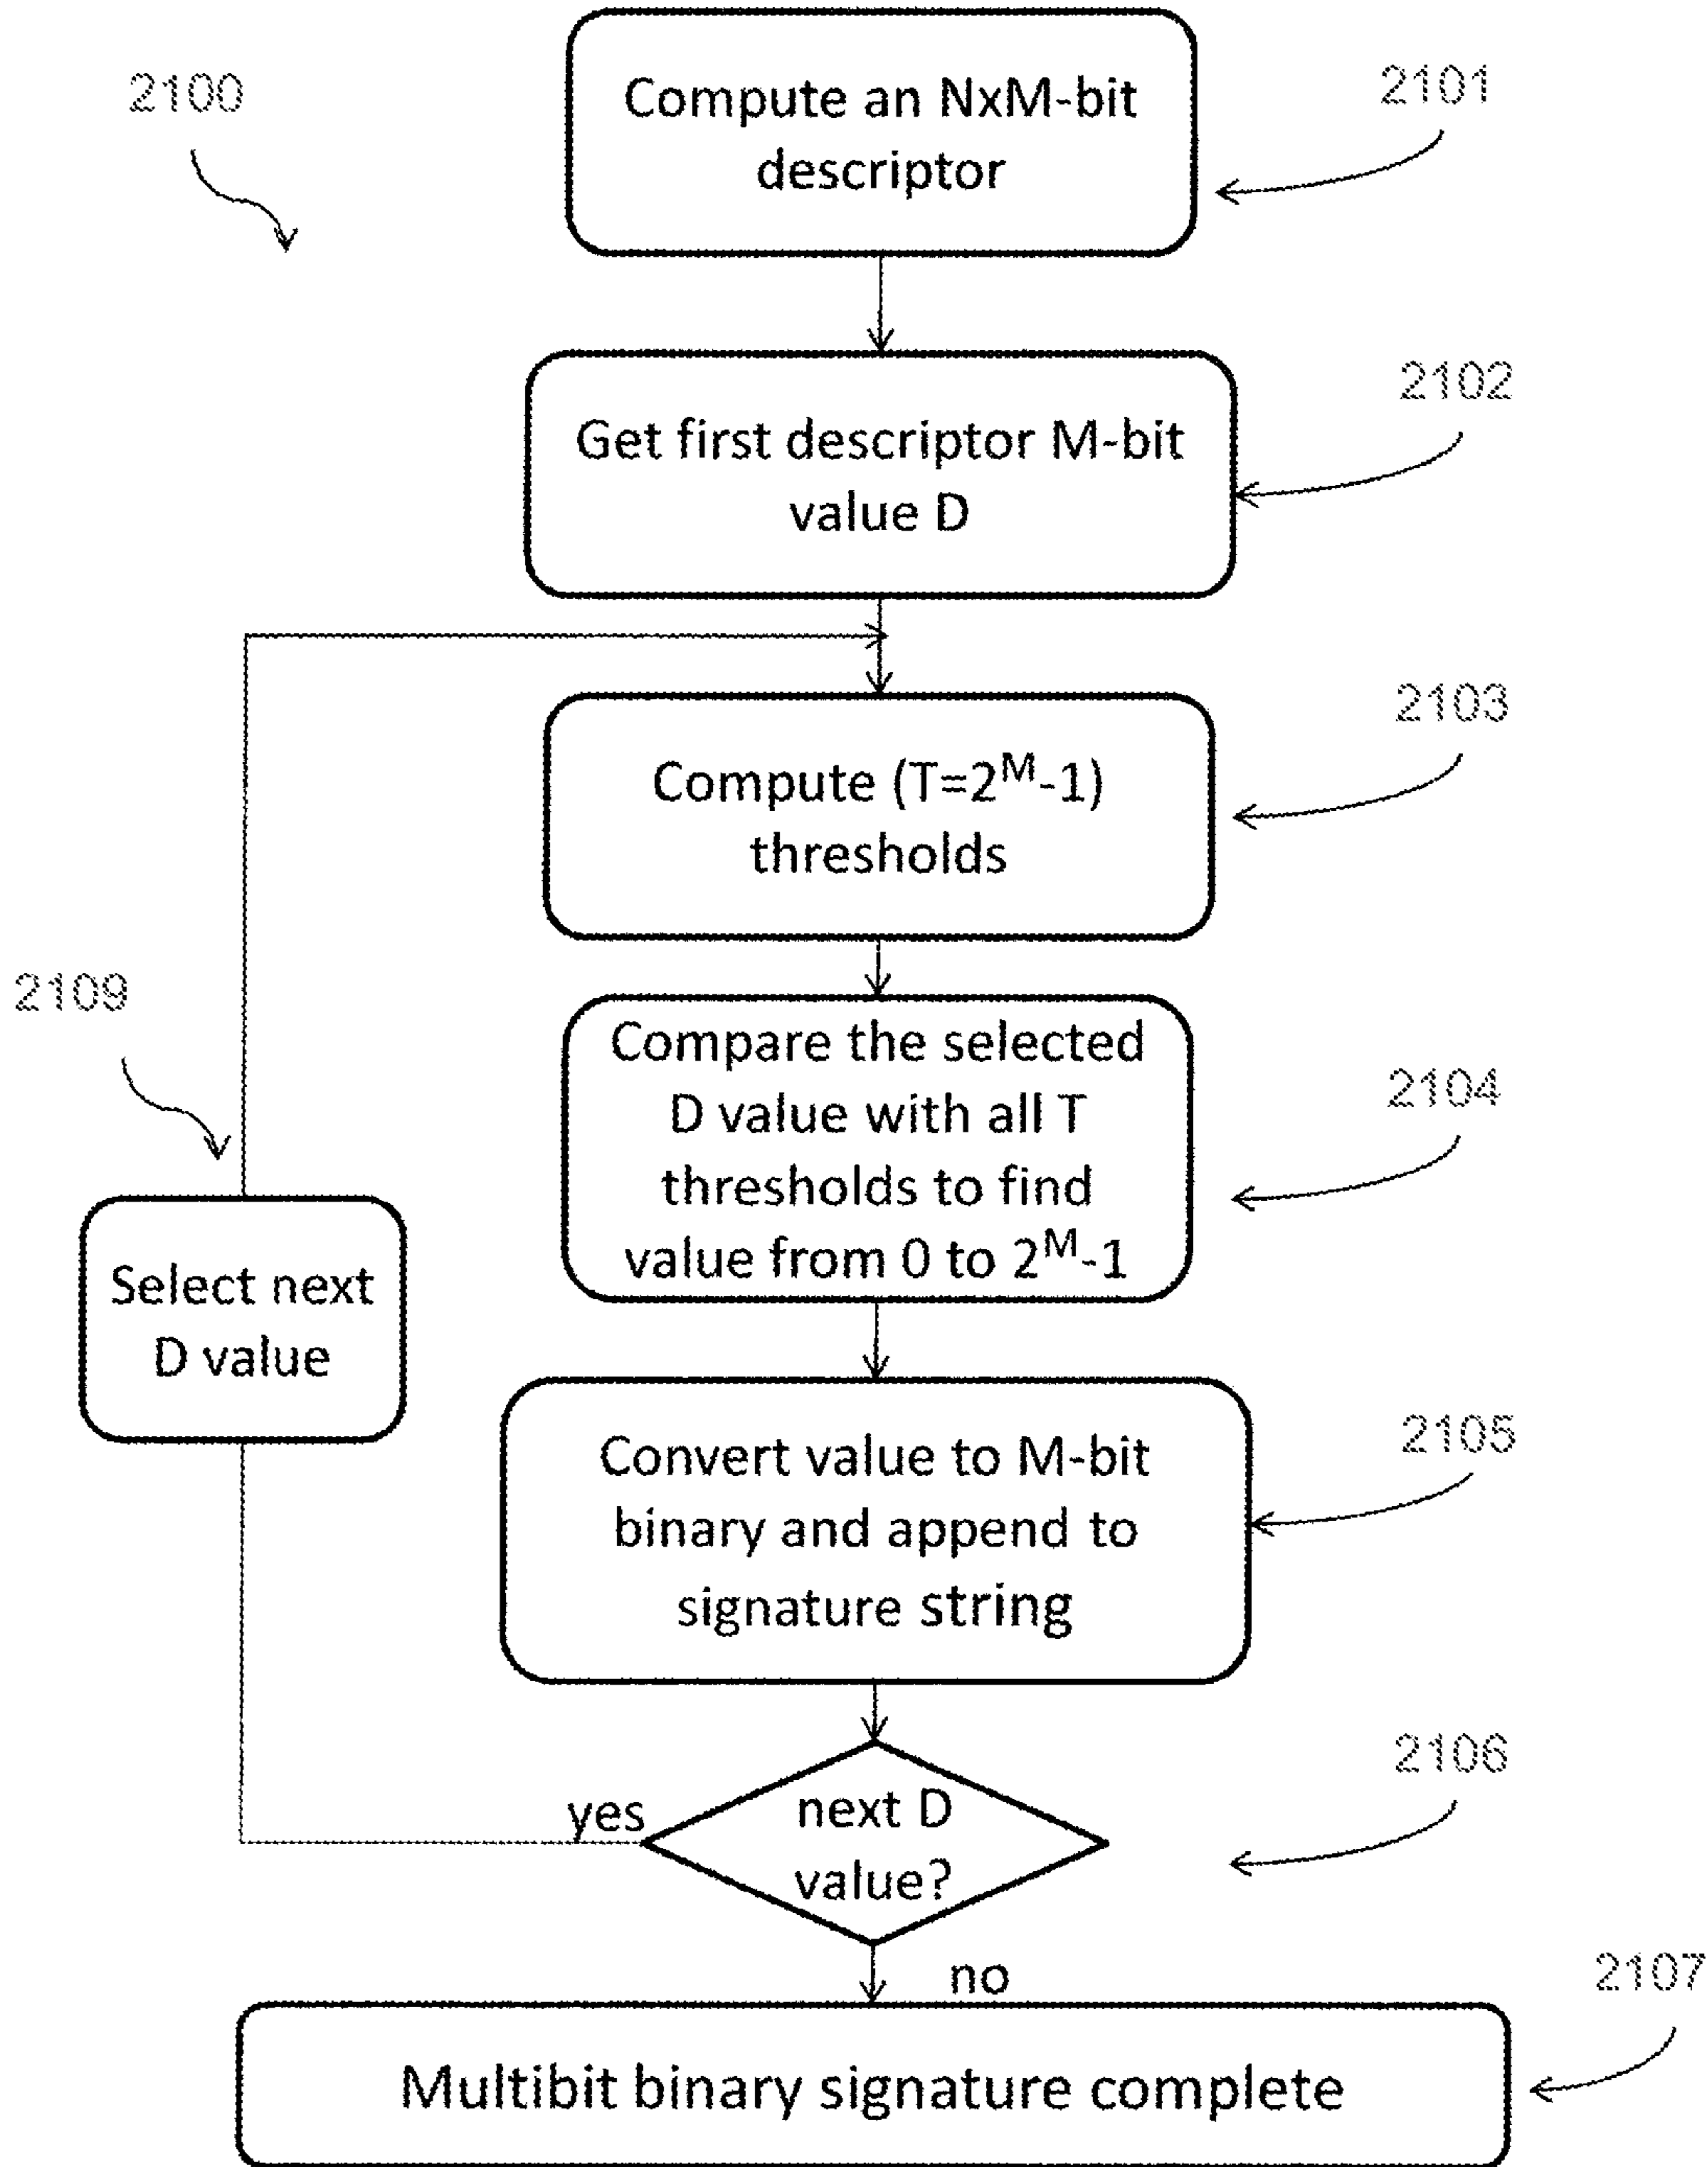 2100
2101
Compute an NxM-bit
descriptor
2102
Get first descriptor M-bit
value D
2103
Compute (T=2^M-1)
thresholds
2109
2104
Compare the selected
D value with all T
thresholds to find
value from 0 to 2^M-1
Select next
D value
2105
Convert value to M-bit
binary and append to
signature string
2106
yes
next D
value?
no
2107
Multibit binary signature complete